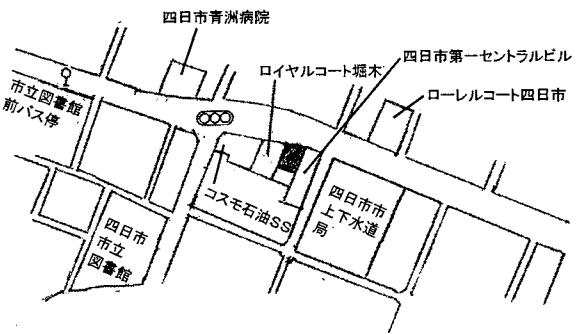 四日市青洲病院
ロイヤルコート堀木
四日市第一セントラルビル
ローレルコート四日市
市立図書館
前バス停
コスモ石油SS
四日市市
上下水道
局
四日市
市立
図書館